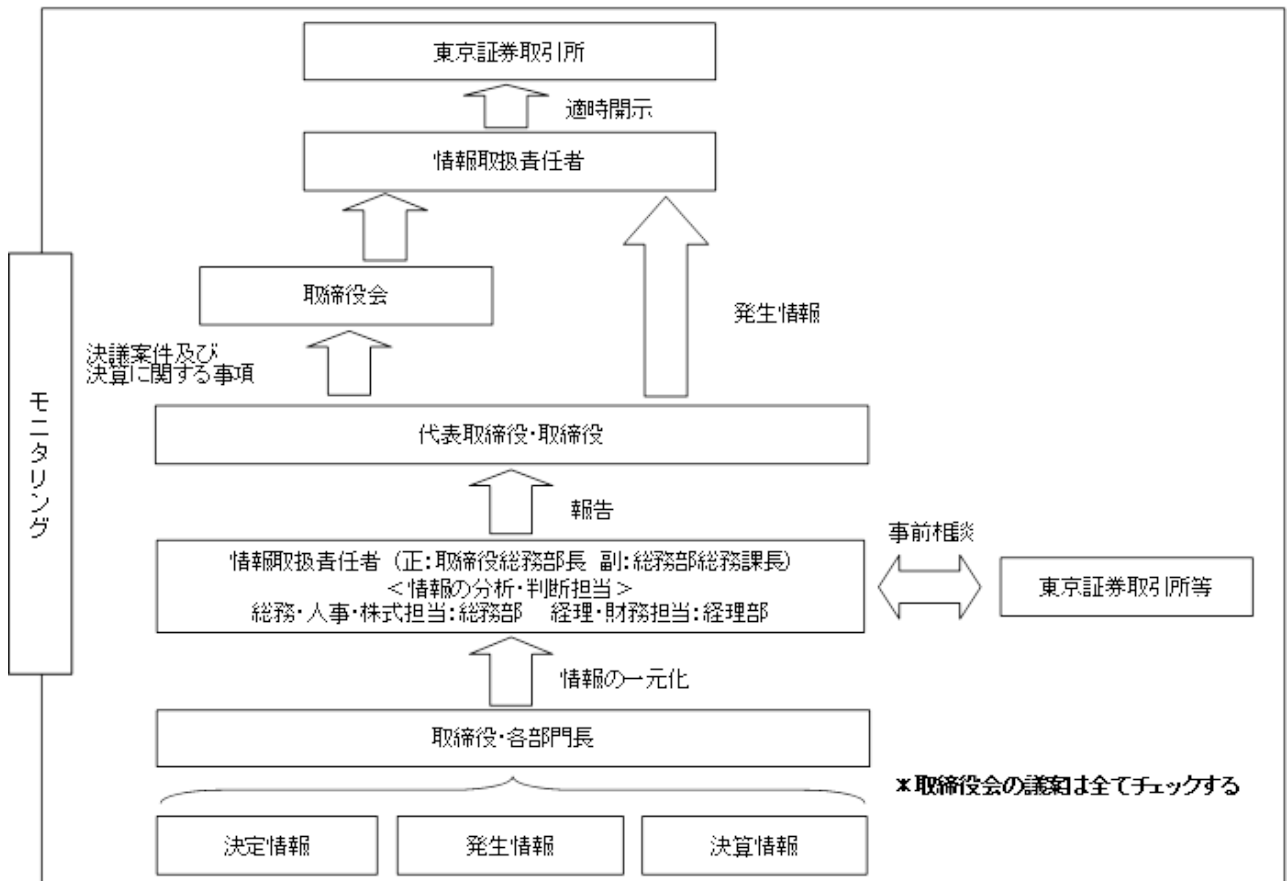 東京証券取引所
適時開示
情報取扱責任者
取締役会
発生情報
決議案件及び
決算に関する事項
モニタリング
代表取締役・取締役
報告
事前相談
情報取扱責任者（正：取締役総務部長 副：総務部総務課長）
＜情報の分析・判断担当＞
総務・人事・株式担当：総務部　経理・財務担当：経理部
東京証券取引所等
情報の一元化
取締役・各部門長
＊取締役会の議案は全てチェックする
決定情報
発生情報
決算情報